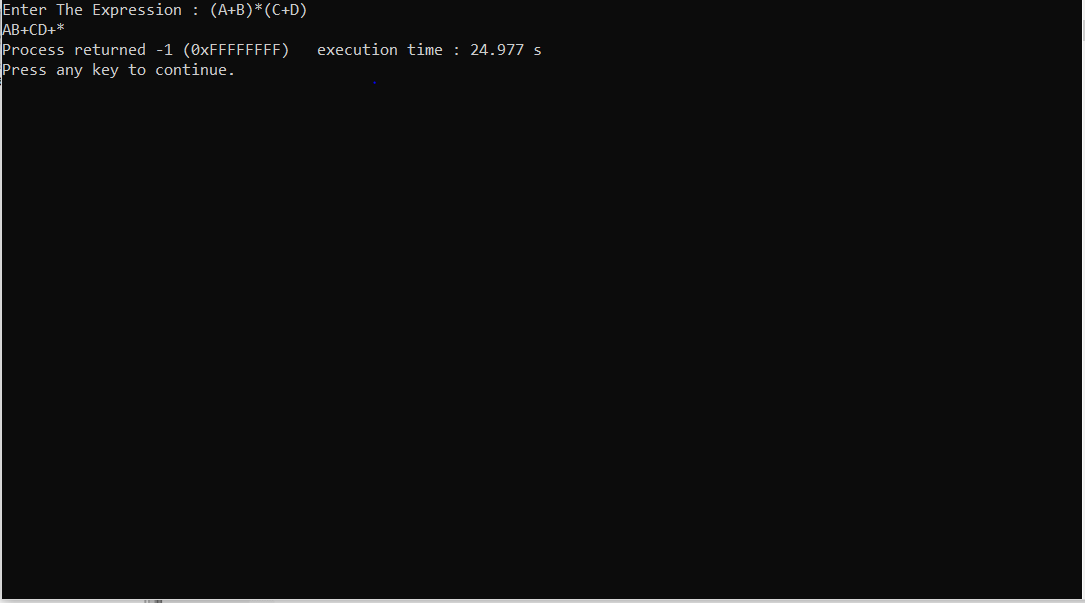 Enter The Expression : (A+B)*(C+D)
AB+CD+*
Process returned -1 (0xFFFFFFFF)   execution time : 24.977 s
Press any key to continue.